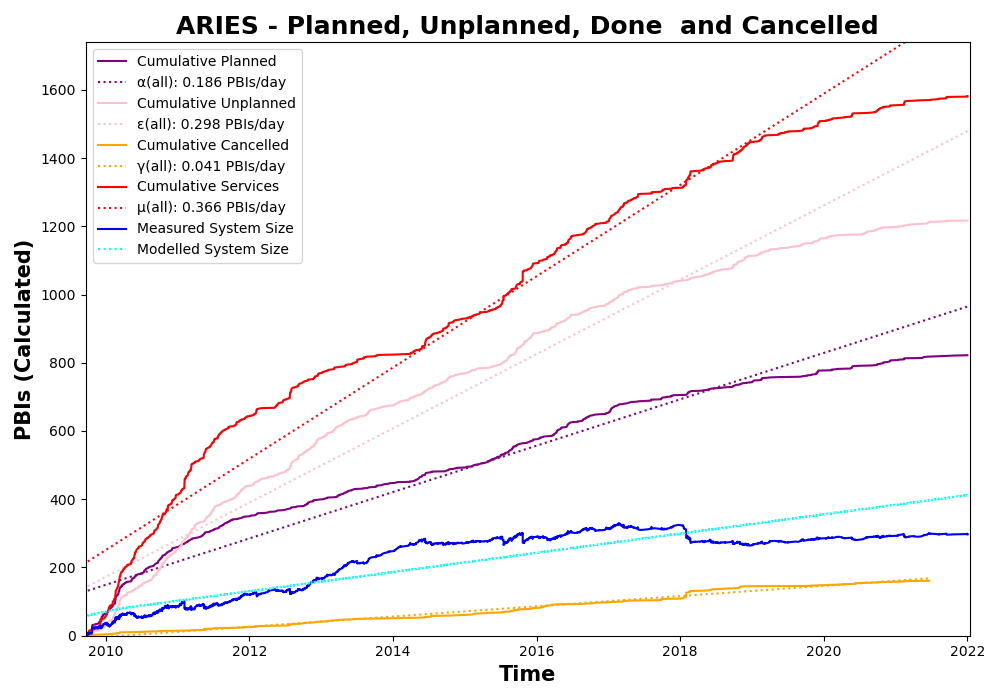 ARIES - Planned, Unplanned, Done  and Cancelled
Cumulative Planned
α(all): 0.186 PBIs/day
Cumulative Unplanned
ε(all): 0.298 PBIs/day
Cumulative Cancelled
γ(all): 0.041 PBIs/day
Cumulative Services
μ(all): 0.366 PBIs/day
Measured System Size
Modelled System Size
PBIs (Calculated)
1600
1400
1200
1000
800
600
400
200
0
2010
2012
2014
2016
2018
2020
2022
Time